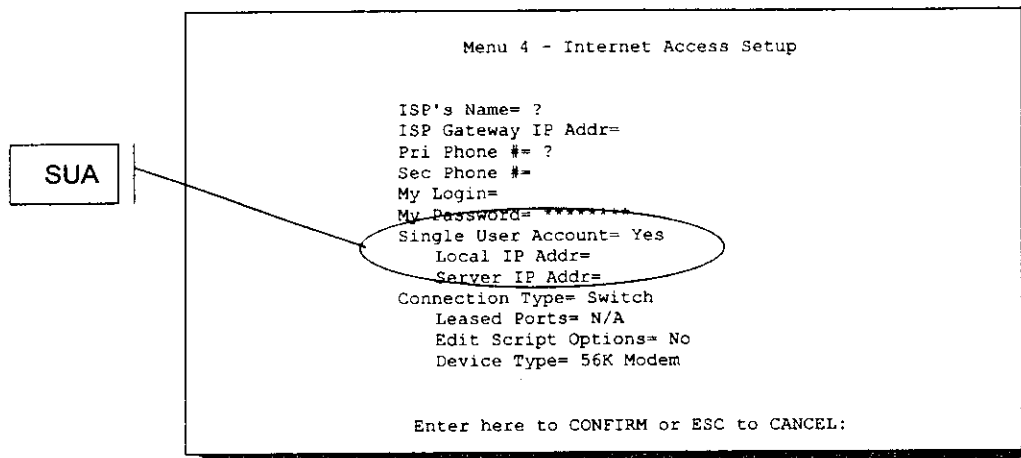 Menu 4 - Internet Access Setup
ISP's Name= ?
ISP Gateway IP Addr=
Pri Phone #= ?
Sec Phone #=
My Login=
My Password= ********
Single User Account= Yes
Local IP Addr=
Server IP Addr=
Connection Type= Switch
Leased Ports= N/A
Edit Script Options= No
Device Type= 56K Modem
Enter here to CONFIRM or ESC to CANCEL:
SUA